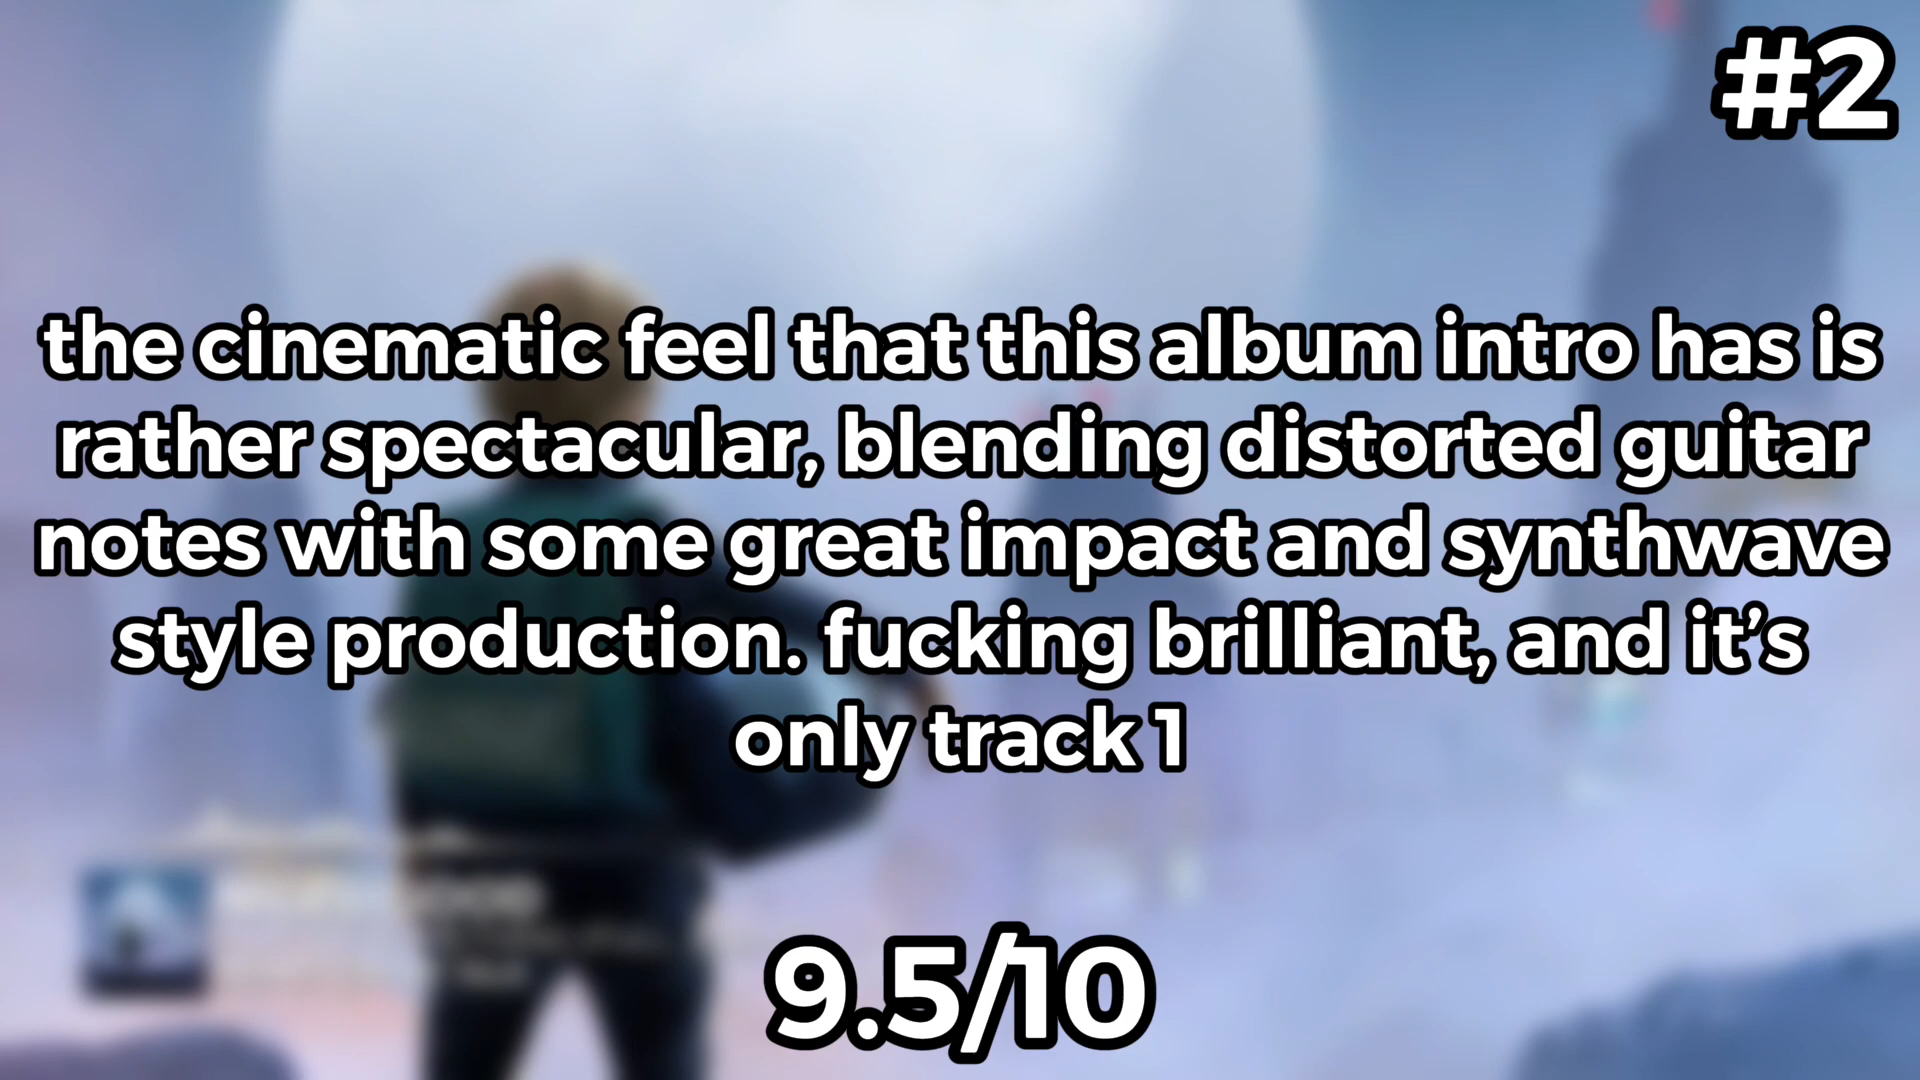 #2
the cinematic feel that this album intro has is
rather spectacular, blending distorted guitar
notes with some great impact and synthwave
style production. fucking brilliant, and it’s
only track 1
9.5/10